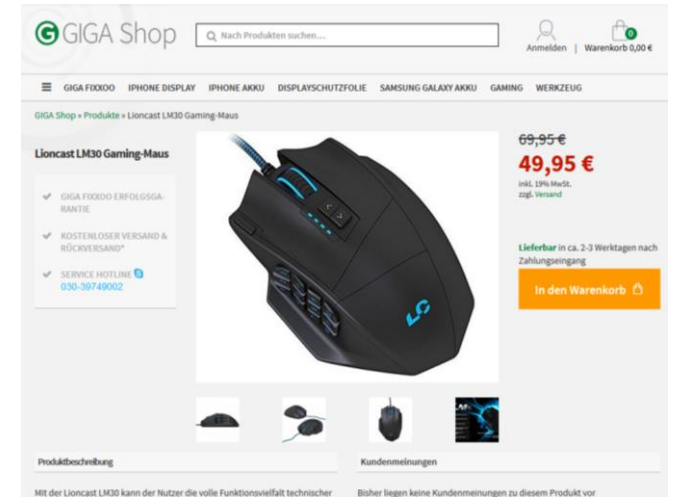 GIGA Shop
Nach Produkten suchen...
Anmelden | Warenkorb 0,00 €
0
GIGA FIXXOO IPHONE DISPLAY IPHONE AKKU DISPLAYSCHUTZFOLIE SAMSUNG GALAXY AKKU GAMING WERKZEUG
GIGA Shop » Produkte » Lioncast LM30 Gaming-Maus
Lioncast LM30 Gaming-Maus
GIGA FIXXOO ERFOLGSGA-
RANTIE
KOSTENLOSER VERSAND &
RÜCKVERSAND*
SERVICE HOTLINE
030-39749002
LC
69,95 €
49,95 €
inkl. 19% MwSt.
zzgl. Versand
Lieferbar in ca. 2-3 Werktagen nach
Zahlungseingang
In den Warenkorb
Produktbeschreibung
Mit der Lioncast LM30 kann der Nutzer die volle Funktionsvielfalt technischer
Kundenmeinungen
Bisher liegen keine Kundenmeinungen zu diesem Produkt vor